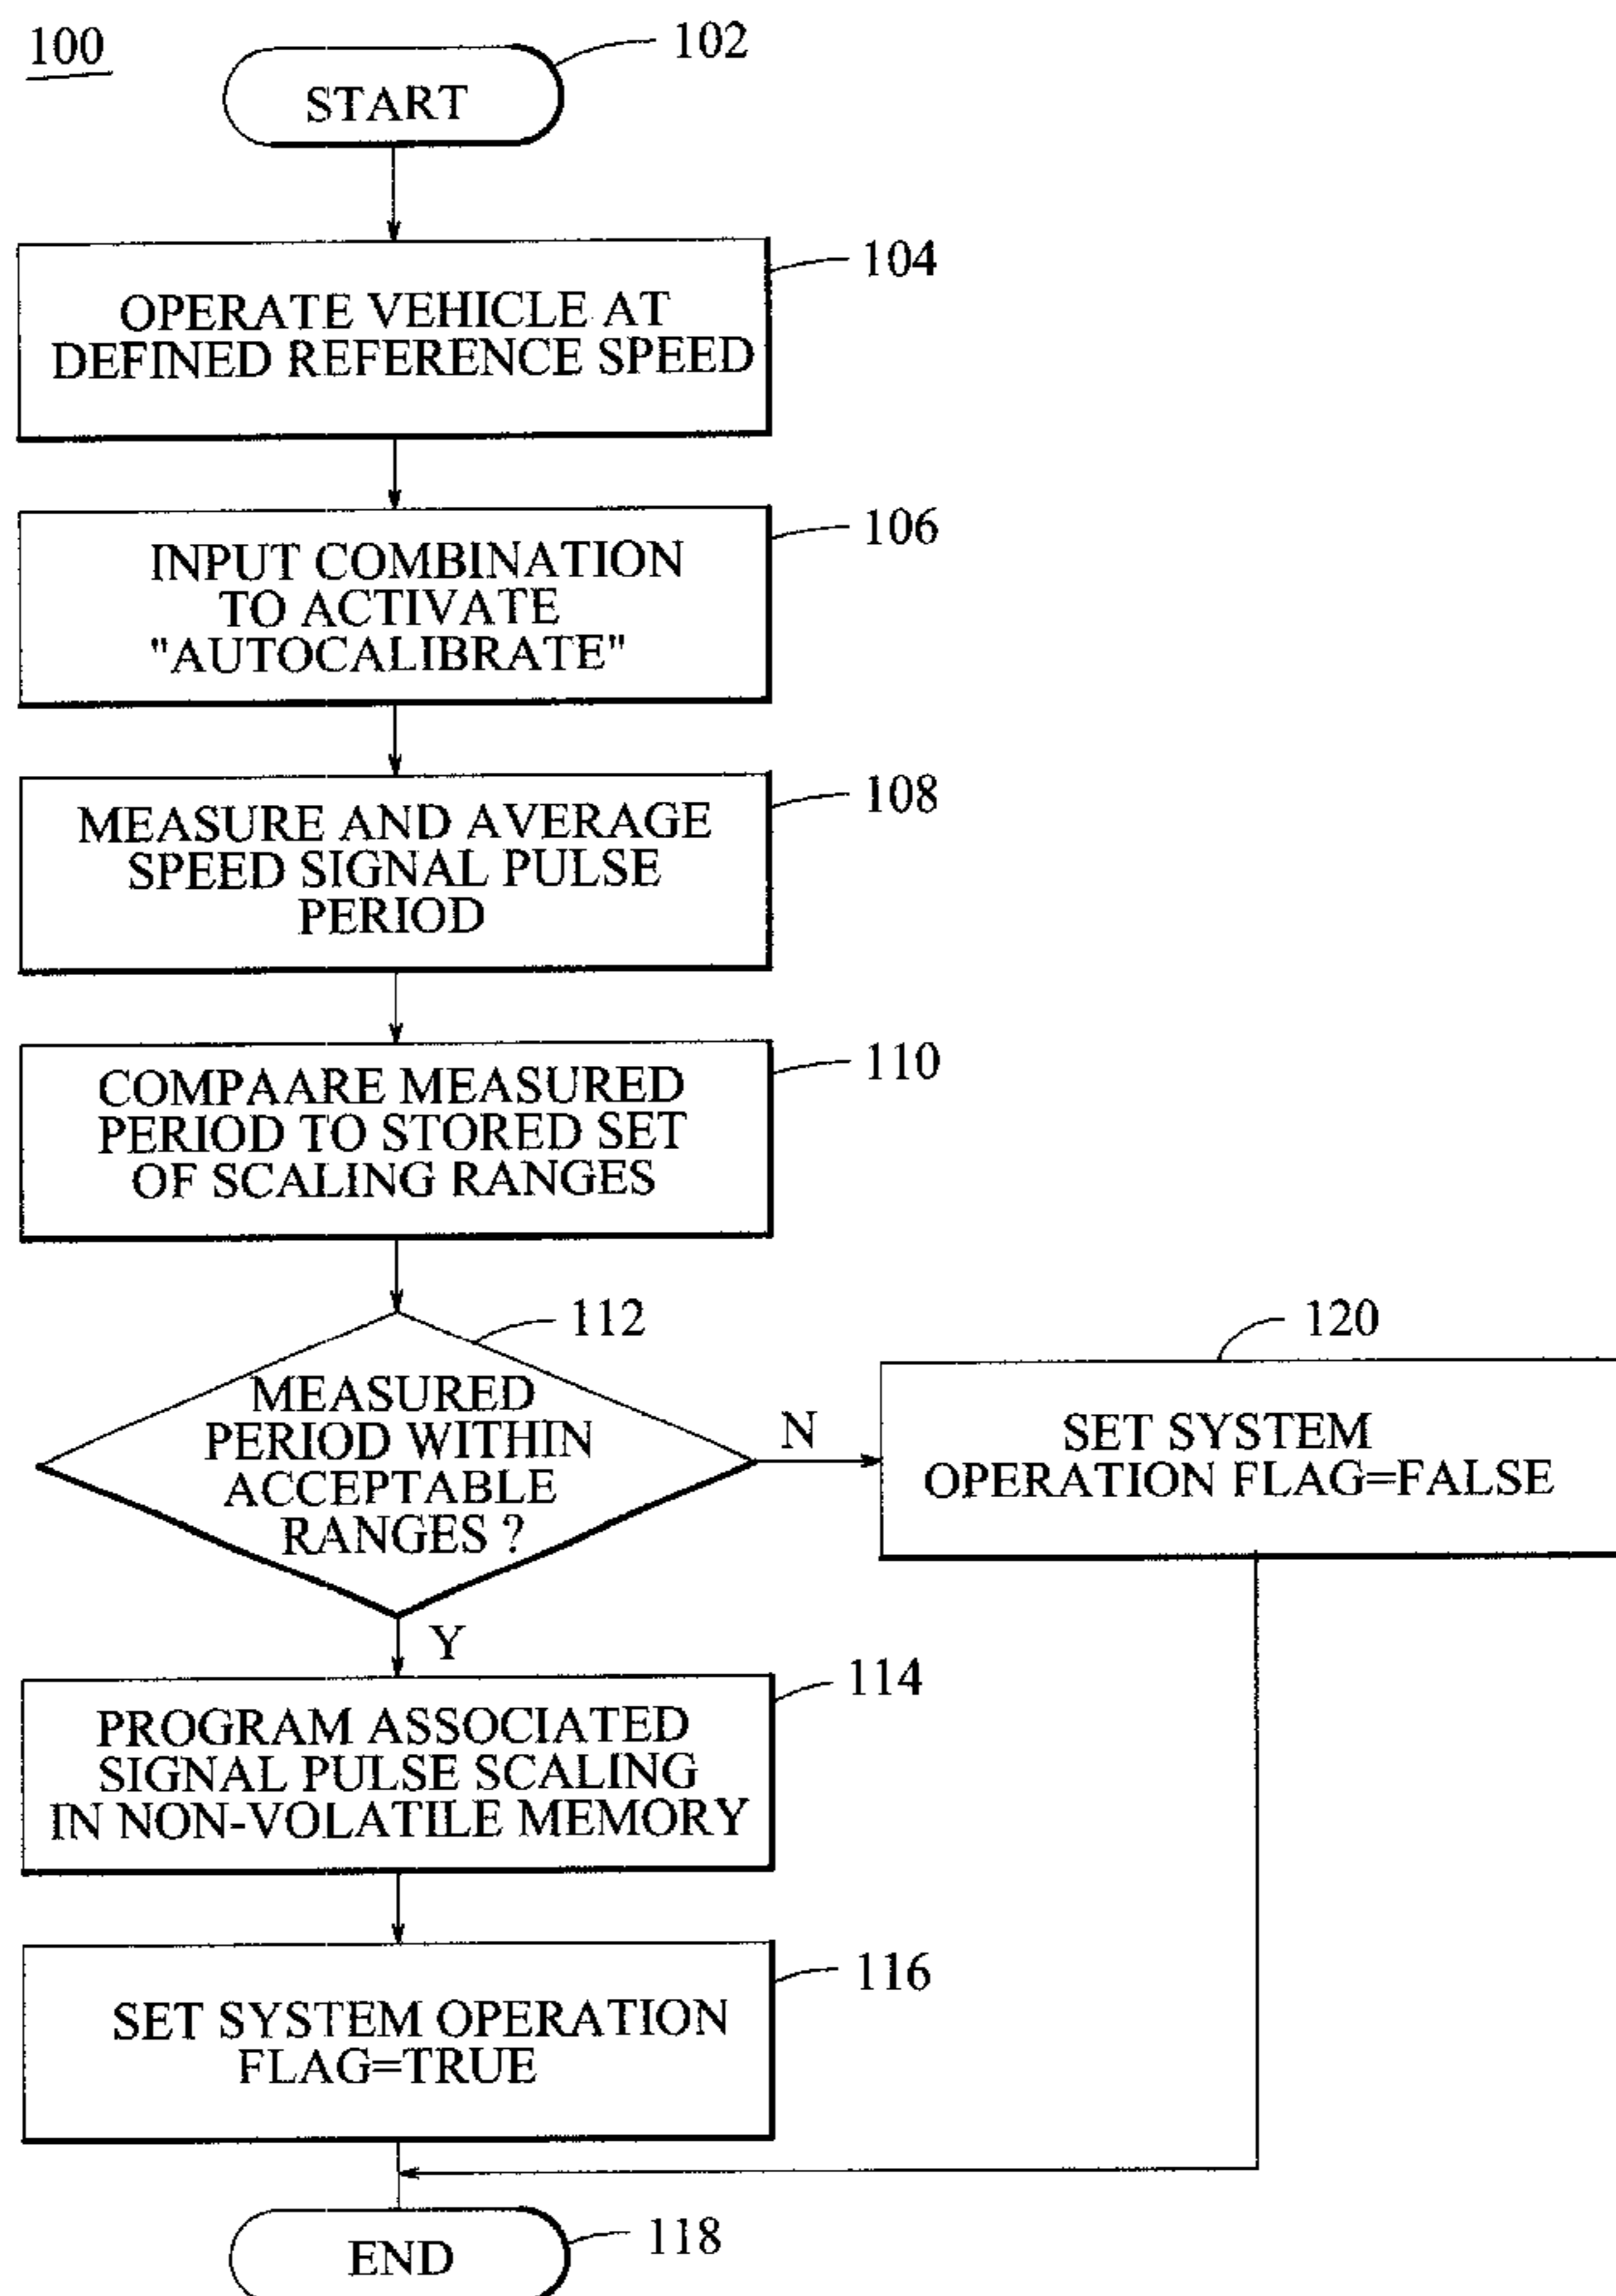 100
102
START
104
OPERATE VEHICLE AT
DEFINED REFERENCE SPEED
106
INPUT COMBINATION
TO ACTIVATE
"AUTOCALIBRATE"
108
MEASURE AND AVERAGE
SPEED SIGNAL PULSE
PERIOD
110
COMPAARE MEASURED
PERIOD TO STORED SET
OF SCALING RANGES
112
MEASURED
PERIOD WITHIN
ACCEPTABLE
RANGES ?
N
120
SET SYSTEM
OPERATION FLAG=FALSE
Y
114
PROGRAM ASSOCIATED
SIGNAL PULSE SCALING
IN NON-VOLATILE MEMORY
116
SET SYSTEM OPERATION
FLAG=TRUE
118
END